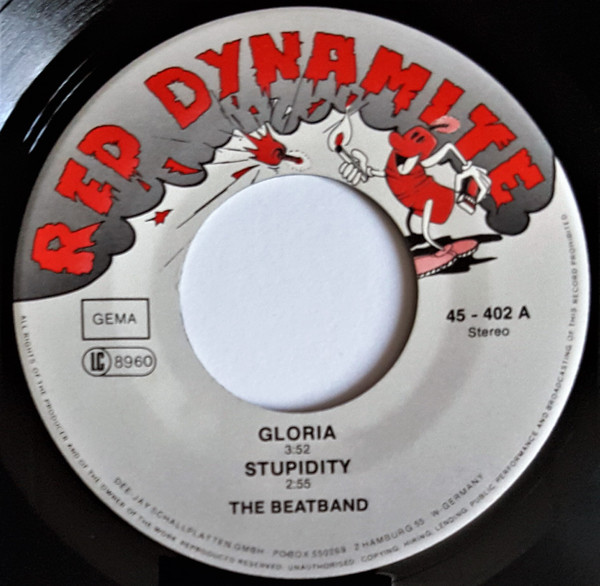 RED DYNAMITE
GEMA
LC 8960
45 - 402 A
Stereo
GLORIA
3:52
STUPIDITY
2:55
THE BEATBAND
DEE-JAY SCHALLPLATTEN GMBH POBOX 550269 2 HAMBURG 55 W-GERMANY
ALL RIGHTS OF THE PRODUCER AND OF THE OWNER OF THE WORK REPRODUCED RESERVED. UNAUTHORISED COPYING, HIRING, LENDING, PUBLIC PERFORMANCE AND BROADCASTING OF THIS RECORD PROHIBITED